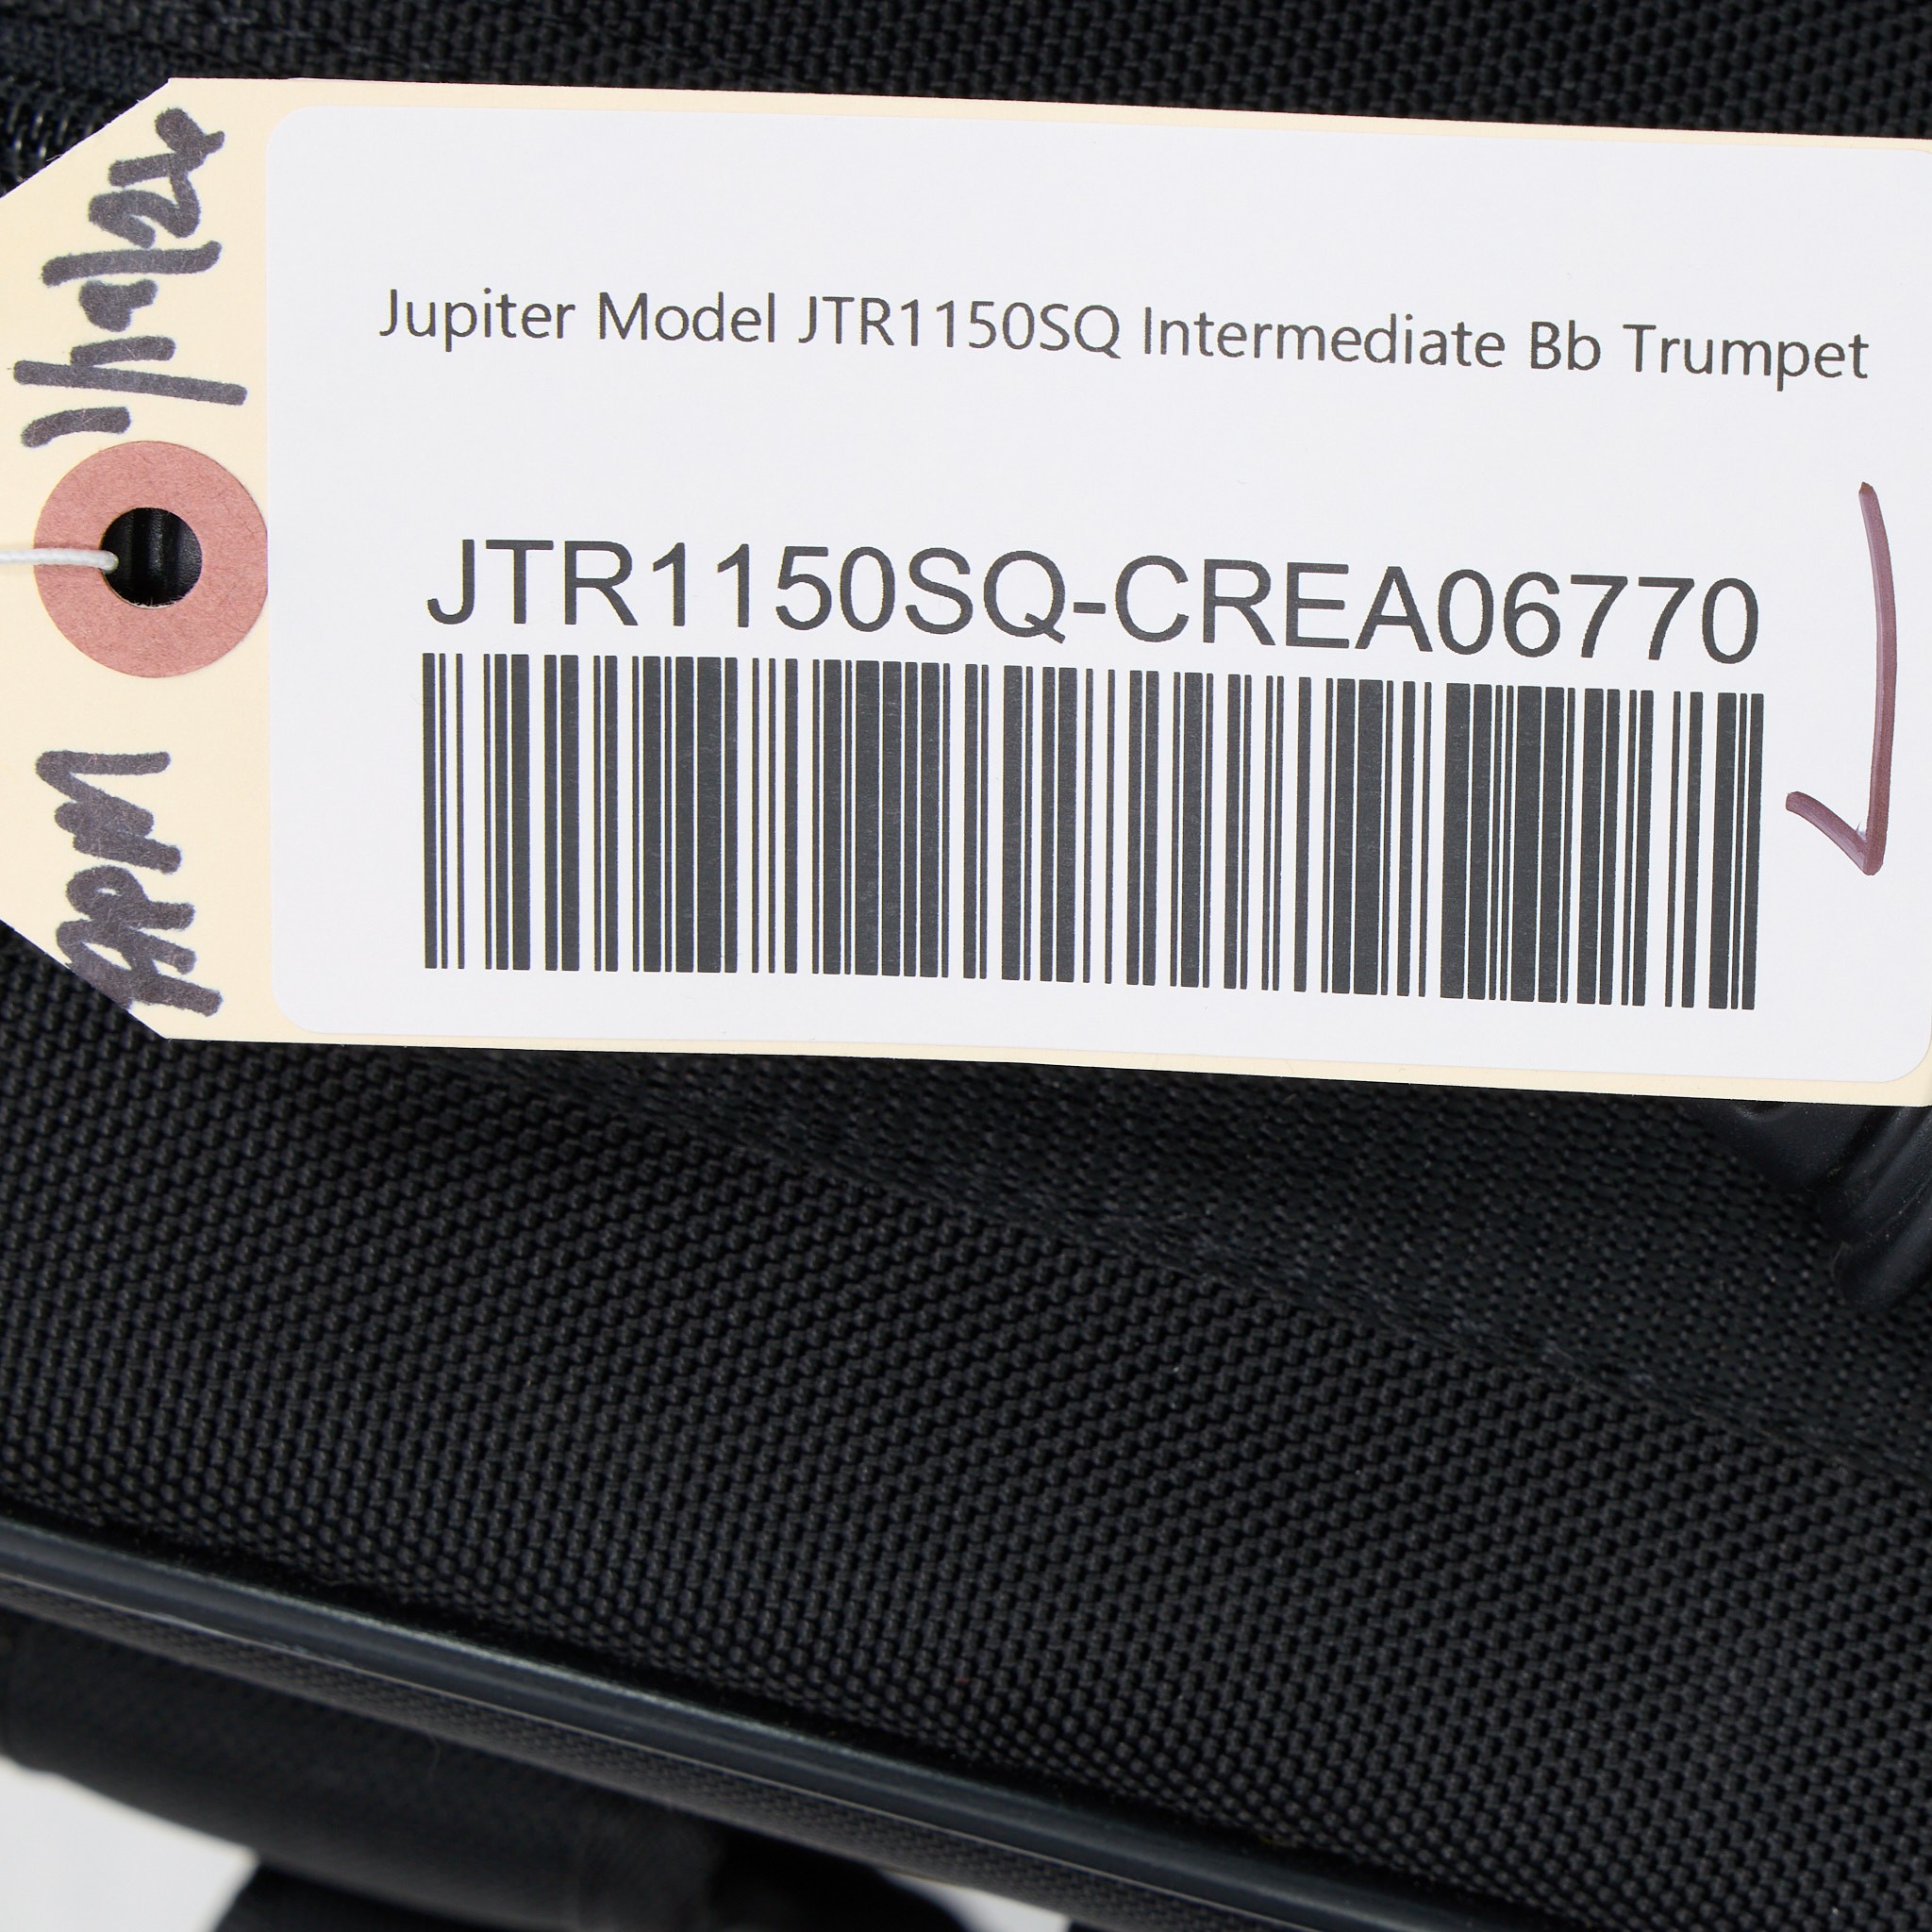 Jupiter Model JTR1150SQ Intermediate Bb Trumpet
JTR1150SQ-CREA06770